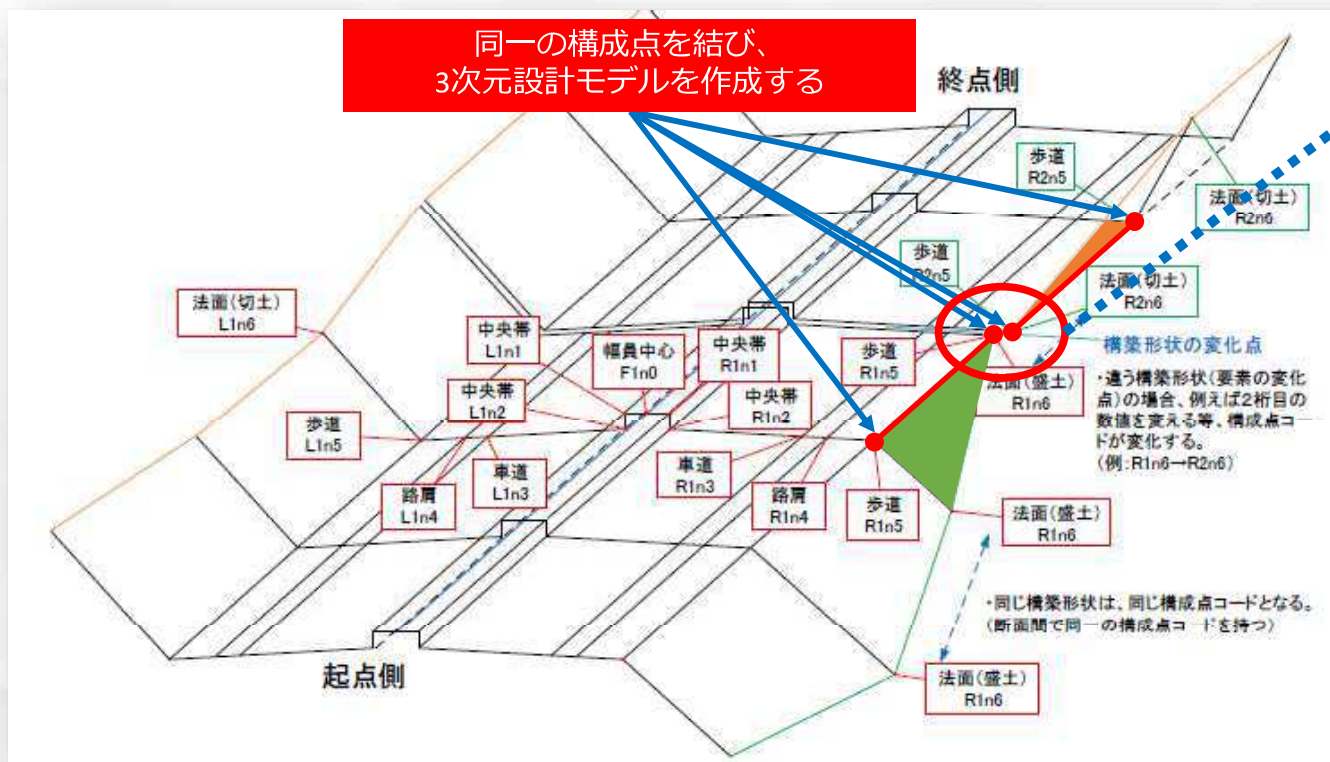 同一の構成点を結び、
3次元設計モデルを作成する
終点側
歩道
R2n5
法面(切土)
R2n6
歩道
R2n5
法面(切土)
R2n6
法面(切土)
L1n6
中央帯
L1n1
幅員中心
F1n0
中央帯
R1n1
歩道
R1n5
法面(盛土)
R1n6
構築形状の変化点
・違う構築形状(要素の変化
点)の場合、例えば2桁目の
数値を変える等、構成点コー
ドが変化する。
(例:R1n6→R2n6)
中央帯
L1n2
中央帯
R1n2
歩道
L1n5
車道
L1n3
路肩
L1n4
車道
R1n3
路肩
R1n4
歩道
R1n5
法面(盛土)
R1n6
・同じ構築形状は、同じ構成点コードとなる。
(断面間で同一の構成点コードを持つ)
起点側
法面(盛土)
R1n6